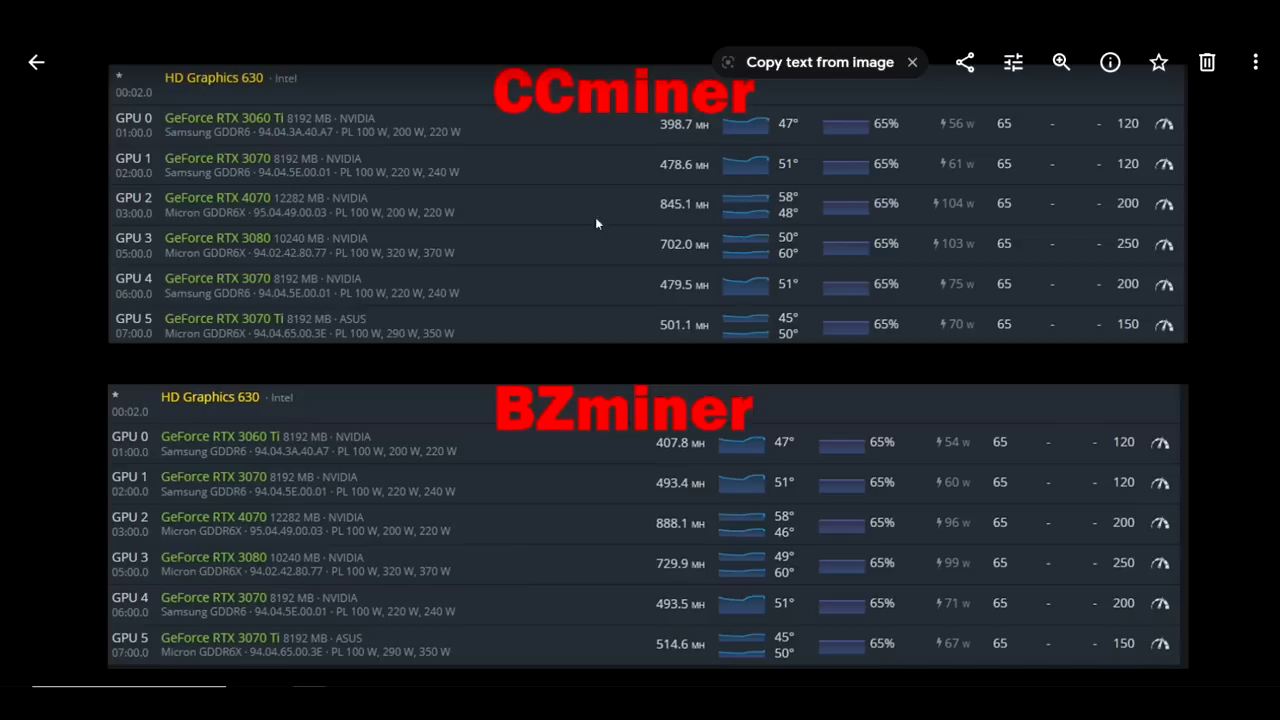 Copy text from image
CCminer
* HD Graphics 630 · Intel
00:02.0
GPU 0 GeForce RTX 3060 Ti 8192 MB · NVIDIA 398.7 MH 47° 65% 56 W 65 - - 120
01:00.0 Samsung GDDR6 · 94.04.3A.40.A7 · PL 100 W, 200 W, 220 W
GPU 1 GeForce RTX 3070 8192 MB · NVIDIA 478.6 MH 51° 65% 61 W 65 - - 120
02:00.0 Samsung GDDR6 · 94.04.5E.00.01 · PL 100 W, 220 W, 240 W
GPU 2 GeForce RTX 4070 12282 MB · NVIDIA 845.1 MH 58° 65% 104 W 65 - - 200
03:00.0 Micron GDDR6X · 95.04.49.00.03 · PL 100 W, 200 W, 220 W 48°
GPU 3 GeForce RTX 3080 10240 MB · NVIDIA 702.0 MH 50° 65% 103 W 65 - - 250
05:00.0 Micron GDDR6X · 94.02.42.80.77 · PL 100 W, 320 W, 370 W 60°
GPU 4 GeForce RTX 3070 8192 MB · NVIDIA 479.5 MH 51° 65% 75 W 65 - - 200
06:00.0 Samsung GDDR6 · 94.04.5E.00.01 · PL 100 W, 220 W, 240 W
GPU 5 GeForce RTX 3070 Ti 8192 MB · ASUS 501.1 MH 45° 65% 70 W 65 - - 150
07:00.0 Micron GDDR6X · 94.04.65.00.3E · PL 100 W, 290 W, 350 W 50°
BZminer
* HD Graphics 630 · Intel
00:02.0
GPU 0 GeForce RTX 3060 Ti 8192 MB · NVIDIA 407.8 MH 47° 65% 54 W 65 - - 120
01:00.0 Samsung GDDR6 · 94.04.3A.40.A7 · PL 100 W, 200 W, 220 W
GPU 1 GeForce RTX 3070 8192 MB · NVIDIA 493.4 MH 51° 65% 60 W 65 - - 120
02:00.0 Samsung GDDR6 · 94.04.5E.00.01 · PL 100 W, 220 W, 240 W
GPU 2 GeForce RTX 4070 12282 MB · NVIDIA 888.1 MH 58° 65% 96 W 65 - - 200
03:00.0 Micron GDDR6X · 95.04.49.00.03 · PL 100 W, 200 W, 220 W 46°
GPU 3 GeForce RTX 3080 10240 MB · NVIDIA 729.9 MH 49° 65% 99 W 65 - - 250
05:00.0 Micron GDDR6X · 94.02.42.80.77 · PL 100 W, 320 W, 370 W 60°
GPU 4 GeForce RTX 3070 8192 MB · NVIDIA 493.5 MH 51° 65% 71 W 65 - - 200
06:00.0 Samsung GDDR6 · 94.04.5E.00.01 · PL 100 W, 220 W, 240 W
GPU 5 GeForce RTX 3070 Ti 8192 MB · ASUS 514.6 MH 45° 65% 67 W 65 - - 150
07:00.0 Micron GDDR6X · 94.04.65.00.3E · PL 100 W, 290 W, 350 W 50°